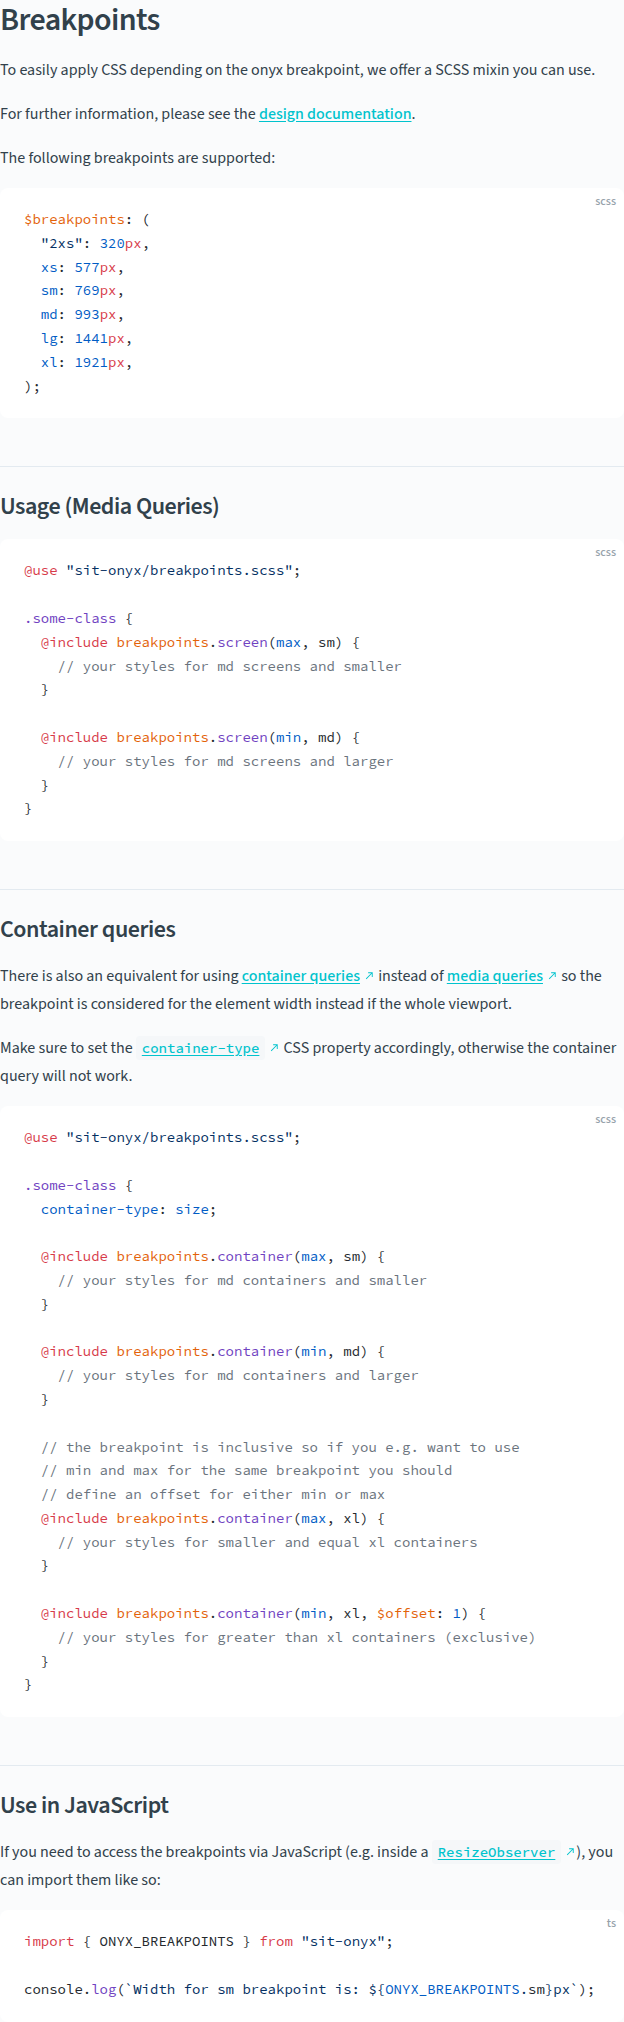 Breakpoints
To easily apply CSS depending on the onyx breakpoint, we offer a SCSS mixin you can use.
For further information, please see the design documentation.
The following breakpoints are supported:
scss
$breakpoints: (
  "2xs": 320px,
  xs: 577px,
  sm: 769px,
  md: 993px,
  lg: 1441px,
  xl: 1921px,
);
Usage (Media Queries)
scss
@use "sit-onyx/breakpoints.scss";
.some-class {
  @include breakpoints.screen(max, sm) {
    // your styles for md screens and smaller
  }
  @include breakpoints.screen(min, md) {
    // your styles for md screens and larger
  }
}
Container queries
There is also an equivalent for using container queries ↗ instead of media queries ↗ so the
breakpoint is considered for the element width instead if the whole viewport.
Make sure to set the container-type ↗ CSS property accordingly, otherwise the container
query will not work.
scss
@use "sit-onyx/breakpoints.scss";
.some-class {
  container-type: size;
  @include breakpoints.container(max, sm) {
    // your styles for md containers and smaller
  }
  @include breakpoints.container(min, md) {
    // your styles for md containers and larger
  }
  // the breakpoint is inclusive so if you e.g. want to use
  // min and max for the same breakpoint you should
  // define an offset for either min or max
  @include breakpoints.container(max, xl) {
    // your styles for smaller and equal xl containers
  }
  @include breakpoints.container(min, xl, $offset: 1) {
    // your styles for greater than xl containers (exclusive)
  }
}
Use in JavaScript
If you need to access the breakpoints via JavaScript (e.g. inside a ResizeObserver ↗), you
can import them like so:
ts
import { ONYX_BREAKPOINTS } from "sit-onyx";
console.log(`Width for sm breakpoint is: ${ONYX_BREAKPOINTS.sm}px`);